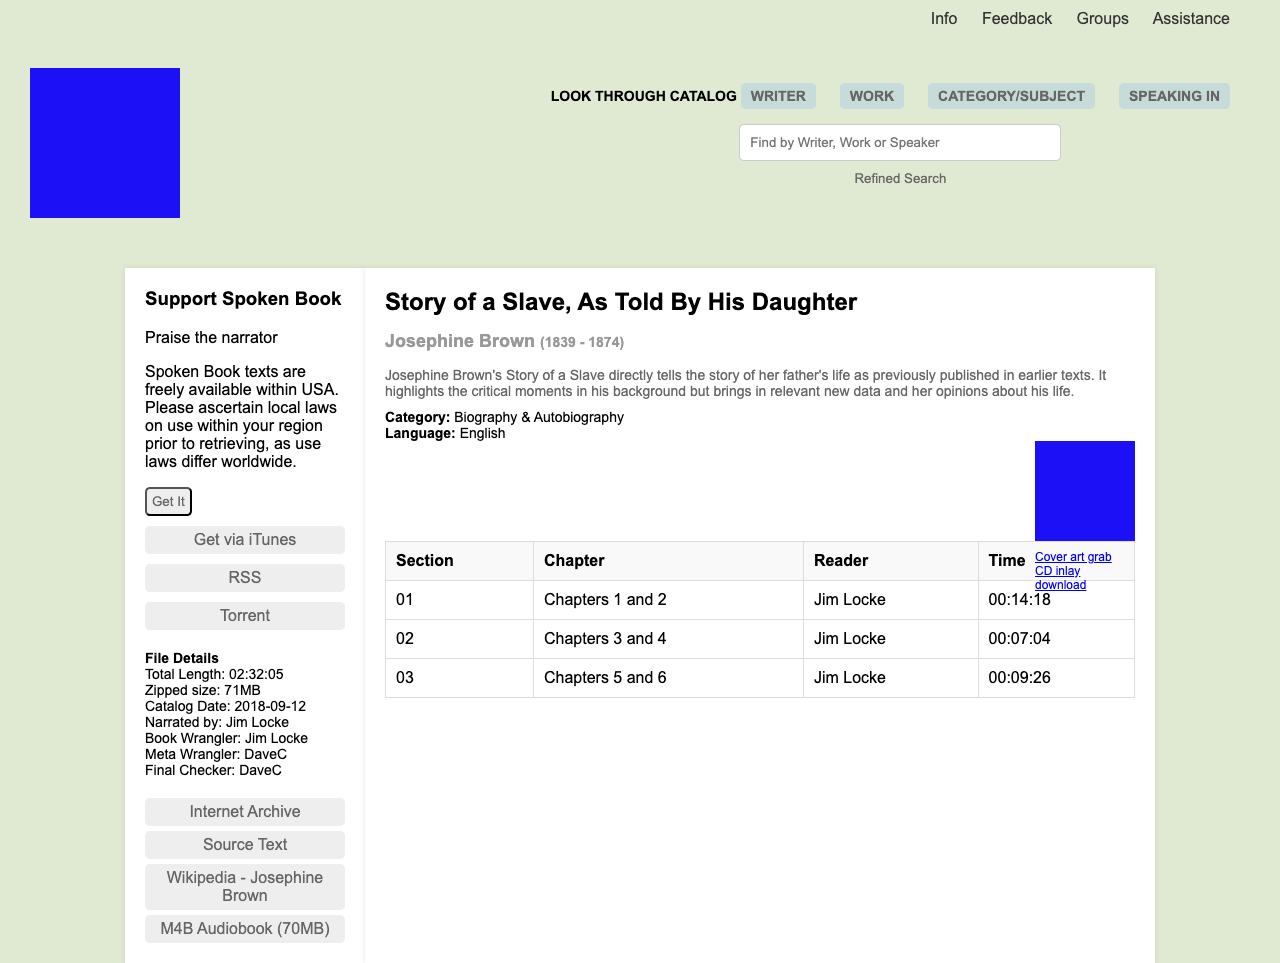 Info Feedback Groups Assistance
LOOK THROUGH CATALOG WRITER WORK CATEGORY/SUBJECT SPEAKING IN
Find by Writer, Work or Speaker
Refined Search
Support Spoken Book
Praise the narrator
Spoken Book texts are
freely available within USA.
Please ascertain local laws
on use within your region
prior to retrieving, as use
laws differ worldwide.
Get It
Get via iTunes
RSS
Torrent
File Details
Total Length: 02:32:05
Zipped size: 71MB
Catalog Date: 2018-09-12
Narrated by: Jim Locke
Book Wrangler: Jim Locke
Meta Wrangler: DaveC
Final Checker: DaveC
Internet Archive
Source Text
Wikipedia - Josephine
Brown
M4B Audiobook (70MB)
Story of a Slave, As Told By His Daughter
Josephine Brown (1839 - 1874)
Josephine Brown's Story of a Slave directly tells the story of her father's life as previously published in earlier texts. It
highlights the critical moments in his background but brings in relevant new data and her opinions about his life.
Category: Biography & Autobiography
Language: English
Cover art grab
CD inlay
download
Section Chapter Reader Time
01 Chapters 1 and 2 Jim Locke 00:14:18
02 Chapters 3 and 4 Jim Locke 00:07:04
03 Chapters 5 and 6 Jim Locke 00:09:26